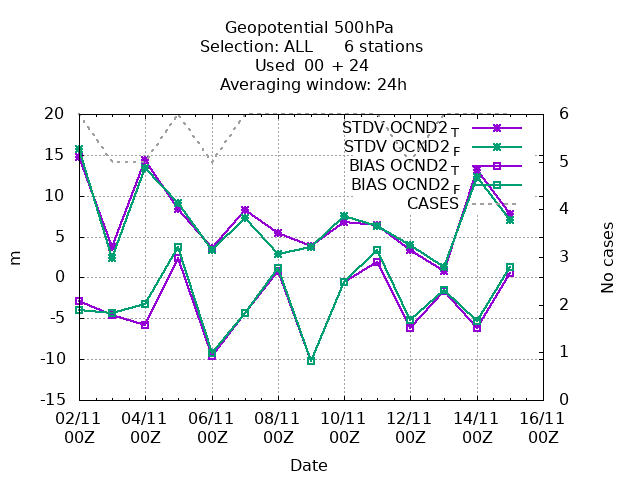 Geopotential 500hPa
Selection: ALL 6 stations
Used 00 + 24
Averaging window: 24h
20
15
10
5
0
-5
-10
-15
m
6
5
4
3
2
1
0
No cases
STDV OCND2 T
STDV OCND2 F
BIAS OCND2 T
BIAS OCND2 F
CASES
02/11 04/11 06/11 08/11 10/11 12/11 14/11 16/11
00Z 00Z 00Z 00Z 00Z 00Z 00Z 00Z
Date